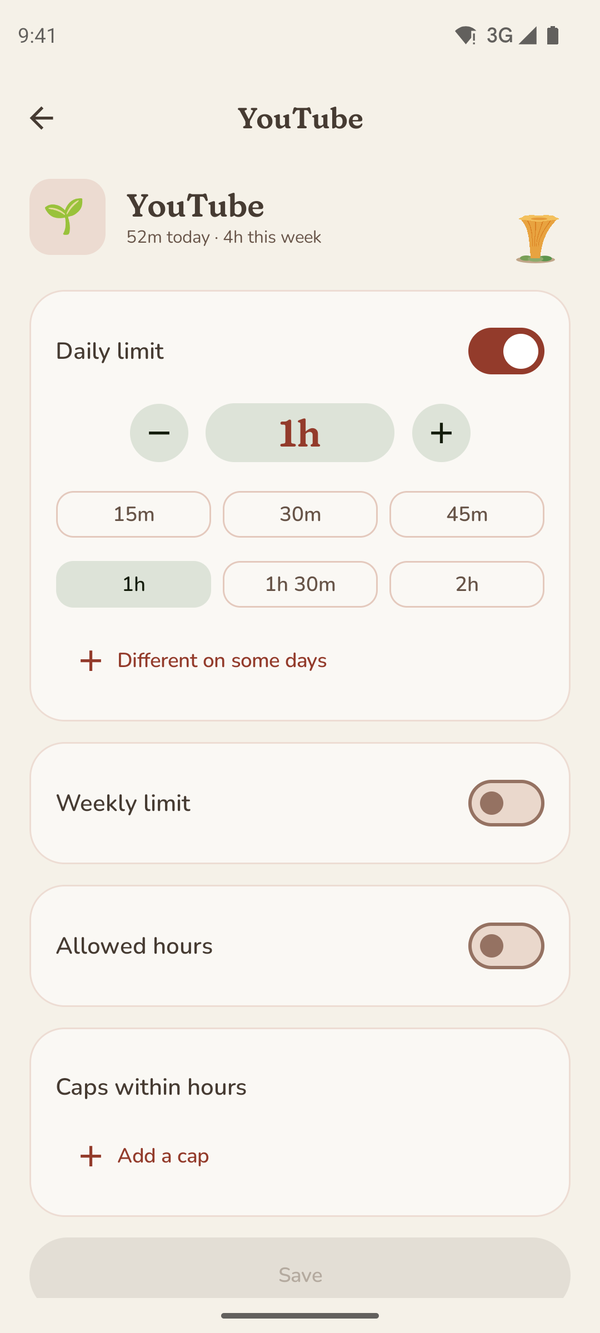 9:41
3G
YouTube
YouTube
52m today · 4h this week
Daily limit
1h
15m
30m
45m
1h
1h 30m
2h
Different on some days
Weekly limit
Allowed hours
Caps within hours
Add a cap
Save